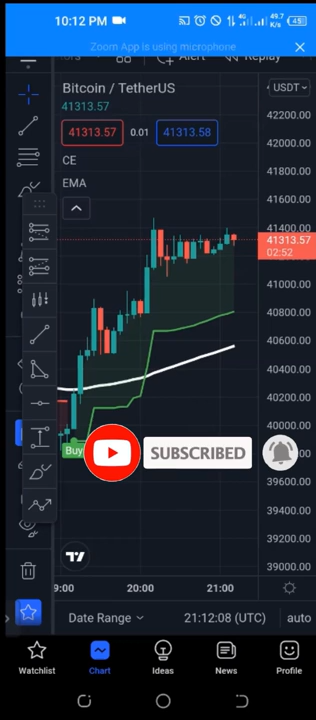 10:12 PM
4G
49.7
K/s
45
Zoom App is using microphone
Alert
Replay
Bitcoin / TetherUS
USDT
41313.57
41313.57
0.01
41313.58
CE
EMA
42200.00
42000.00
41800.00
41600.00
41400.00
41313.57
02:52
41000.00
40800.00
40600.00
40400.00
40200.00
40000.00
39600.00
39400.00
39200.00
39000.00
Buy
SUBSCRIBED
9:00
20:00
21:00
Date Range
21:12:08 (UTC)
auto
Watchlist
Chart
Ideas
News
Profile